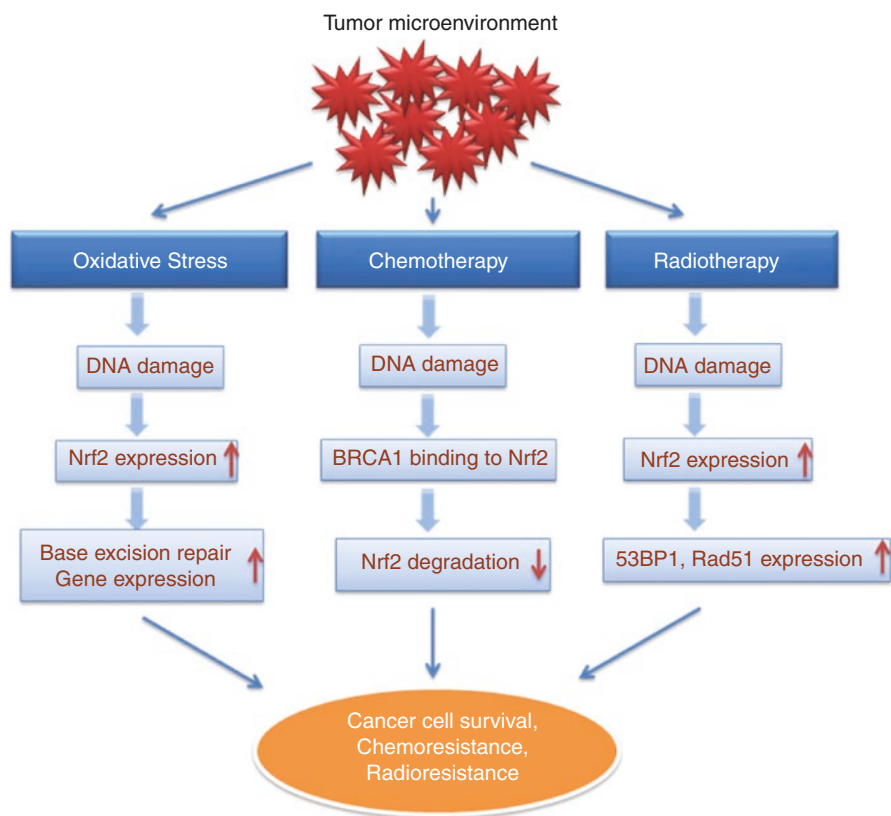 Tumor microenvironment
Oxidative Stress
Chemotherapy
Radiotherapy
DNA damage
DNA damage
DNA damage
Nrf2 expression
BRCA1 binding to Nrf2
Nrf2 expression
Base excision repair
Gene expression
Nrf2 degradation
53BP1, Rad51 expression
Cancer cell survival,
Chemoresistance,
Radioresistance